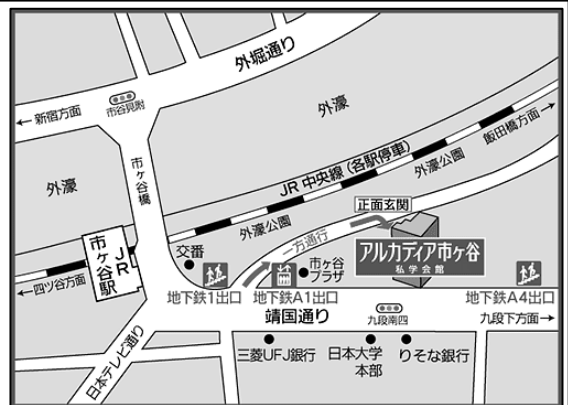 外堀通り
←新宿方面
市谷見附
外濠
飯田橋方面→
JR 中央線(各駅停車)
外濠公園
市ヶ谷橋
外濠
正面玄関
外濠公園
一方通行
アルカディア市ヶ谷
私学会館
交番
市ヶ谷
プラザ
JR
市ヶ谷駅
←四ツ谷方面
地下鉄1出口
地下鉄A1出口
地下鉄A4出口
靖国通り
九段南四
九段下方面→
三菱UFJ銀行
日本大学
本部
りそな銀行
日本テレビ通り